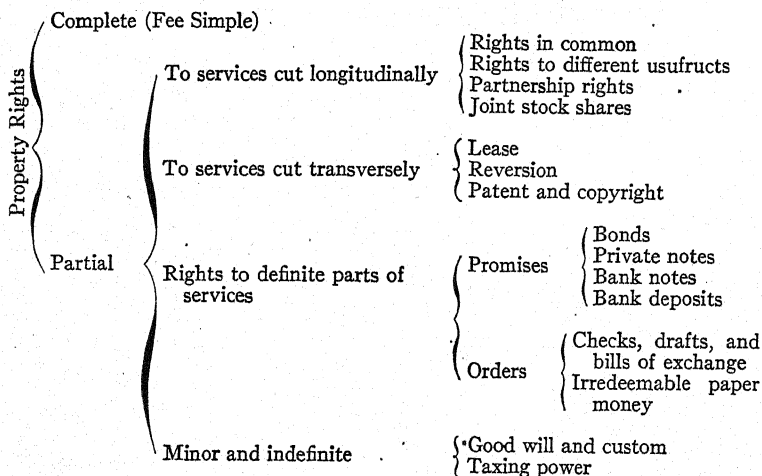 Property Rights
Complete (Fee Simple)
Partial
To services cut longitudinally
Rights in common
Rights to different usufructs
Partnership rights
Joint stock shares
To services cut transversely
Lease
Reversion
Patent and copyright
Rights to definite parts of
services
Promises
Bonds
Private notes
Bank notes
Bank deposits
Orders
Checks, drafts, and
bills of exchange
Irredeemable paper
money
Minor and indefinite
Good will and custom
Taxing power